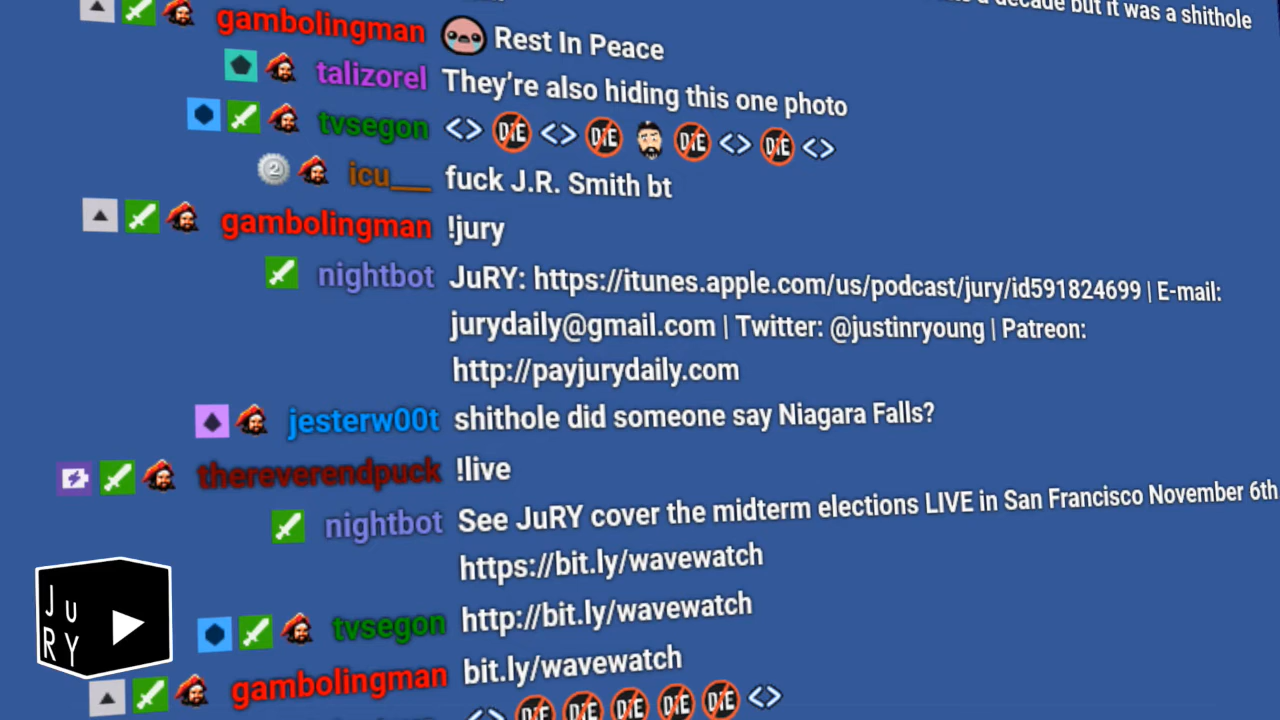 a decade but it was a shithole
gambolingman Rest In Peace
talizorel They're also hiding this one photo
tvsegon <> DIE <> DIE DIE <> DIE <>
2 icu___ fuck J.R. Smith bt
gambolingman !jury
nightbot JuRY: https://itunes.apple.com/us/podcast/jury/id591824699 | E-mail:
jurydaily@gmail.com | Twitter: @justinryoung | Patreon:
http://payjurydaily.com
jesterw00t shithole did someone say Niagara Falls?
thereverendpuck !live
nightbot See JuRY cover the midterm elections LIVE in San Francisco November 6th
https://bit.ly/wavewatch
tvsegon http://bit.ly/wavewatch
gambolingman bit.ly/wavewatch
<> DIE DIE DIE DIE DIE <>
JuRY